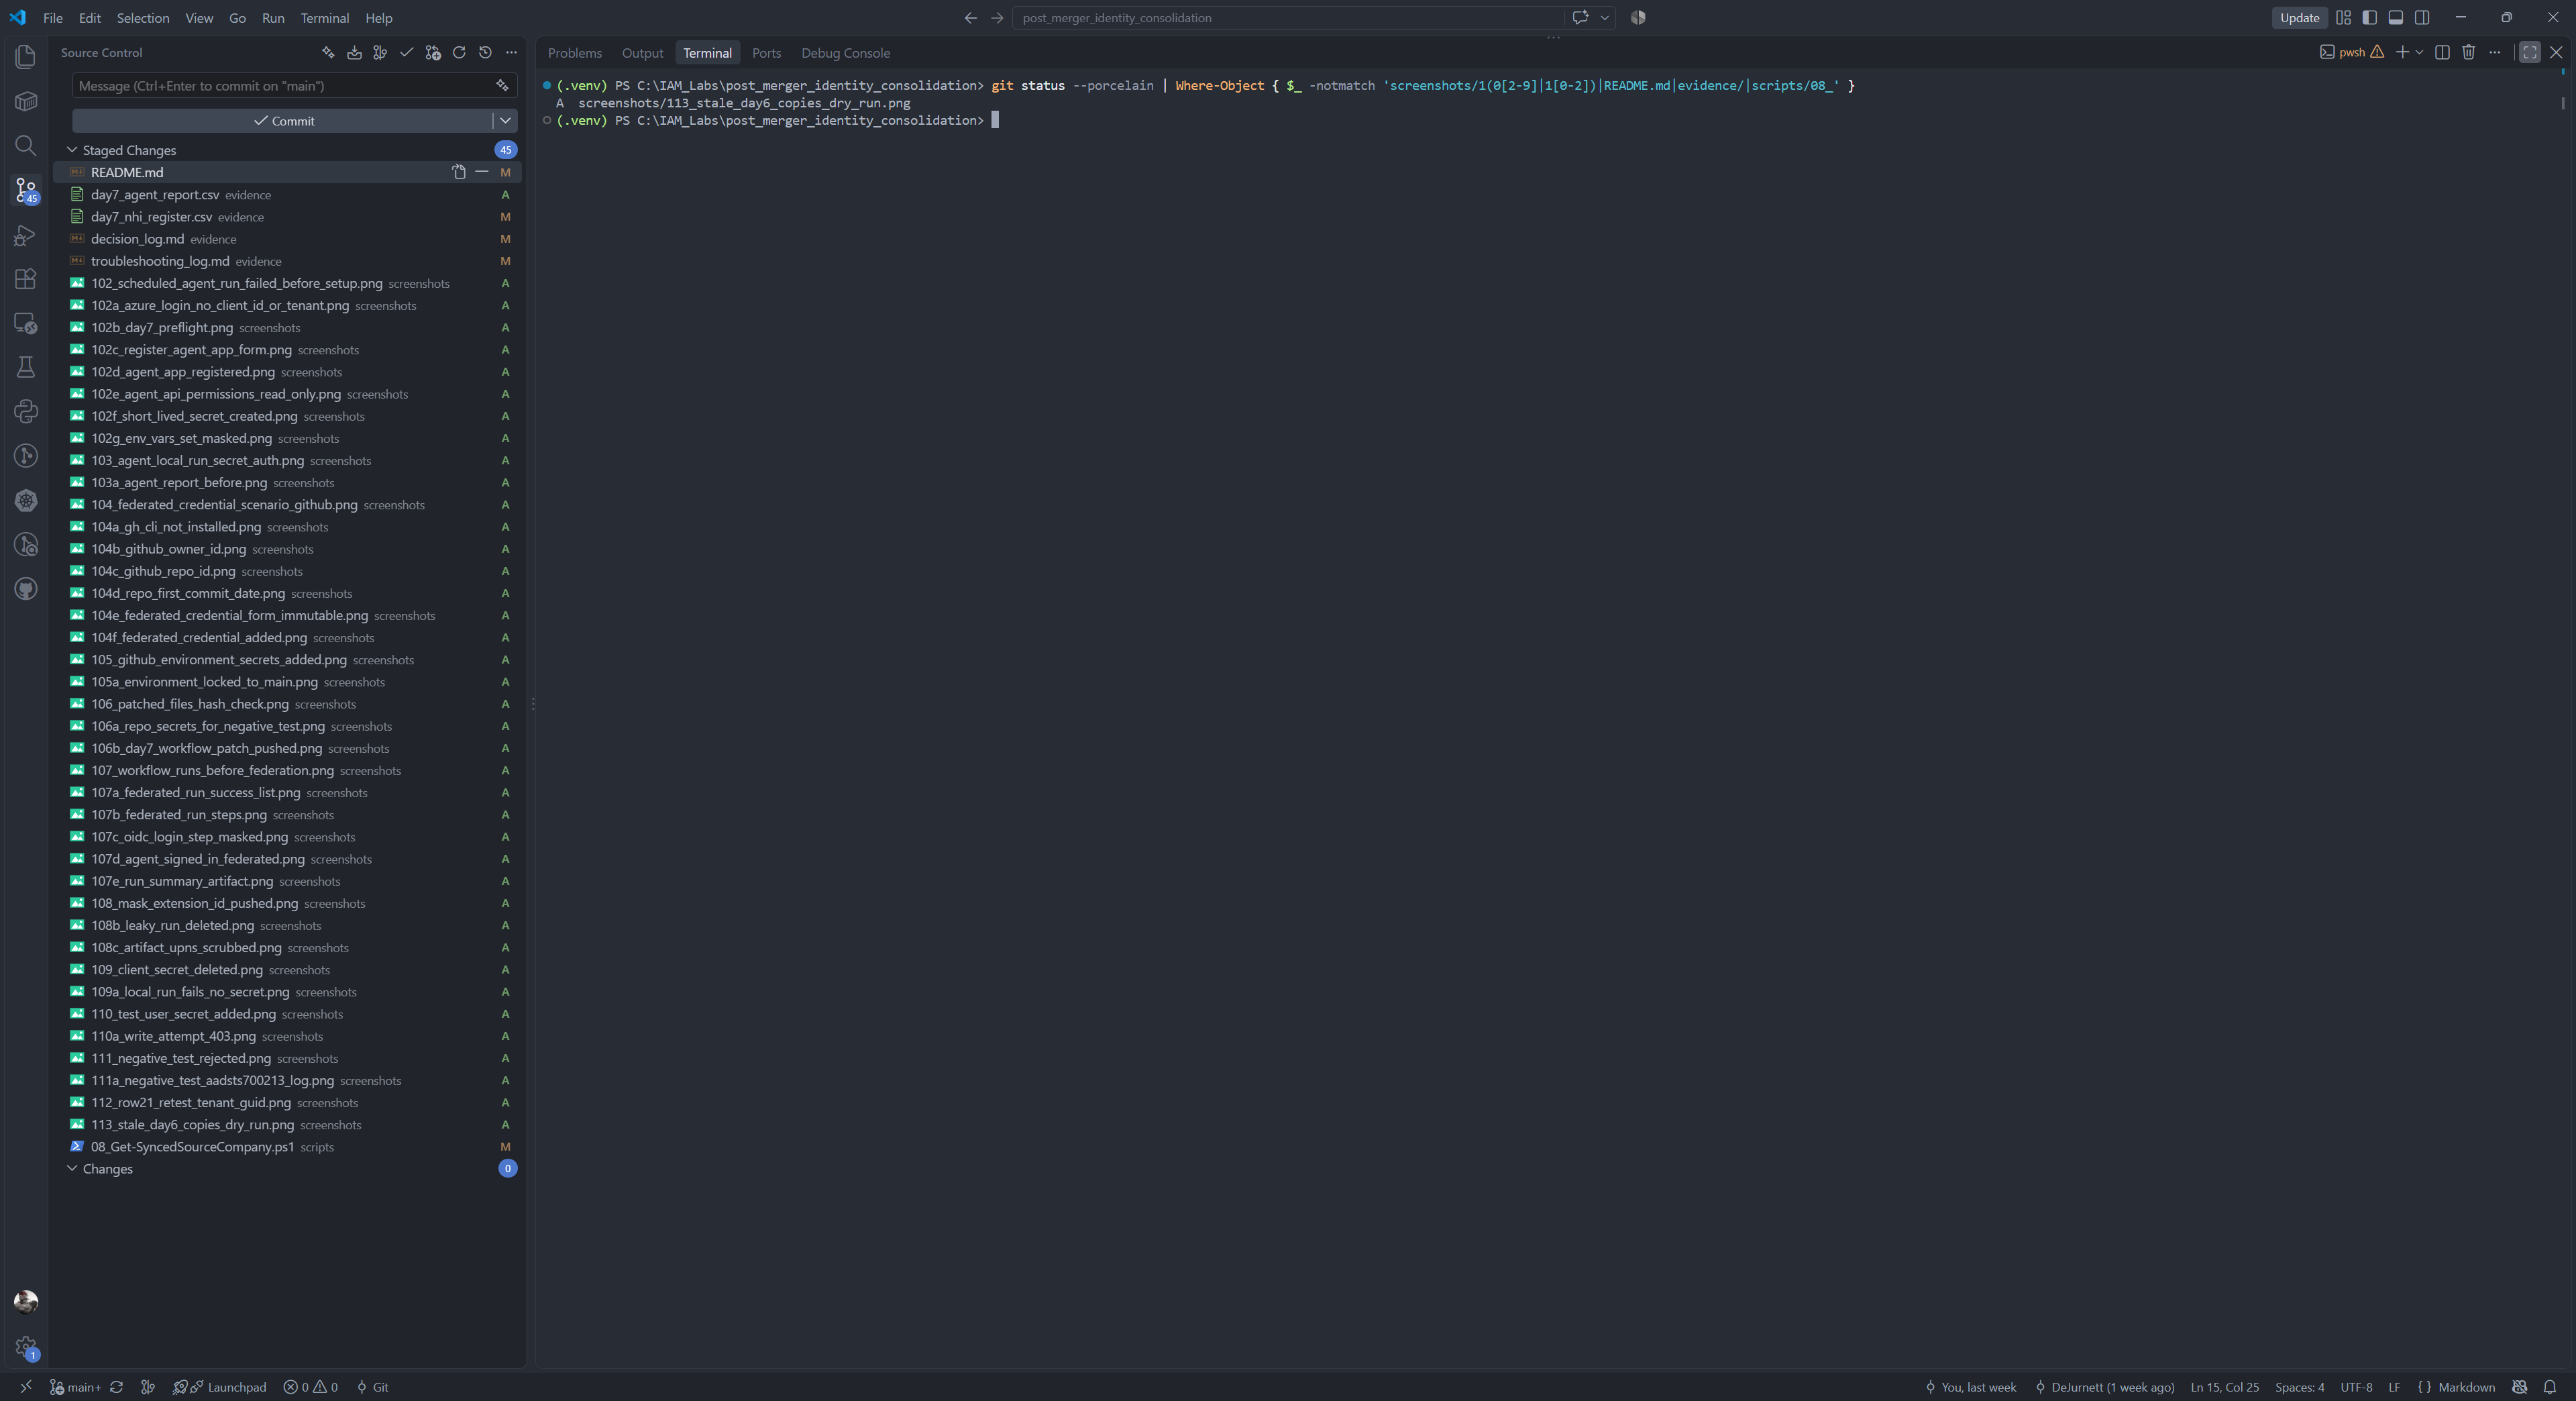 File Edit Selection View Go Run Terminal Help
post_merger_identity_consolidation
Update
Source Control
Problems Output Terminal Ports Debug Console
pwsh
Message (Ctrl+Enter to commit on "main")
Commit
Staged Changes 45
README.md M
day7_agent_report.csv evidence A
day7_nhi_register.csv evidence M
decision_log.md evidence M
troubleshooting_log.md evidence M
102_scheduled_agent_run_failed_before_setup.png screenshots A
102a_azure_login_no_client_id_or_tenant.png screenshots A
102b_day7_preflight.png screenshots A
102c_register_agent_app_form.png screenshots A
102d_agent_app_registered.png screenshots A
102e_agent_api_permissions_read_only.png screenshots A
102f_short_lived_secret_created.png screenshots A
102g_env_vars_set_masked.png screenshots A
103_agent_local_run_secret_auth.png screenshots A
103a_agent_report_before.png screenshots A
104_federated_credential_scenario_github.png screenshots A
104a_gh_cli_not_installed.png screenshots A
104b_github_owner_id.png screenshots A
104c_github_repo_id.png screenshots A
104d_repo_first_commit_date.png screenshots A
104e_federated_credential_form_immutable.png screenshots A
104f_federated_credential_added.png screenshots A
105_github_environment_secrets_added.png screenshots A
105a_environment_locked_to_main.png screenshots A
106_patched_files_hash_check.png screenshots A
106a_repo_secrets_for_negative_test.png screenshots A
106b_day7_workflow_patch_pushed.png screenshots A
107_workflow_runs_before_federation.png screenshots A
107a_federated_run_success_list.png screenshots A
107b_federated_run_steps.png screenshots A
107c_oidc_login_step_masked.png screenshots A
107d_agent_signed_in_federated.png screenshots A
107e_run_summary_artifact.png screenshots A
108_mask_extension_id_pushed.png screenshots A
108b_leaky_run_deleted.png screenshots A
108c_artifact_upns_scrubbed.png screenshots A
109_client_secret_deleted.png screenshots A
109a_local_run_fails_no_secret.png screenshots A
110_test_user_secret_added.png screenshots A
110a_write_attempt_403.png screenshots A
111_negative_test_rejected.png screenshots A
111a_negative_test_aadsts700213_log.png screenshots A
112_row21_retest_tenant_guid.png screenshots A
113_stale_day6_copies_dry_run.png screenshots A
08_Get-SyncedSourceCompany.ps1 scripts M
Changes 0
45
1
(.venv) PS C:\IAM_Labs\post_merger_identity_consolidation> git status --porcelain | Where-Object { $_ -notmatch 'screenshots/1(0[2-9]|1[0-2])|README.md|evidence/|scripts/08_' }
A  screenshots/113_stale_day6_copies_dry_run.png
(.venv) PS C:\IAM_Labs\post_merger_identity_consolidation>
main+ Launchpad 0 0 Git You, last week DeJurnett (1 week ago) Ln 15, Col 25 Spaces: 4 UTF-8 LF { } Markdown